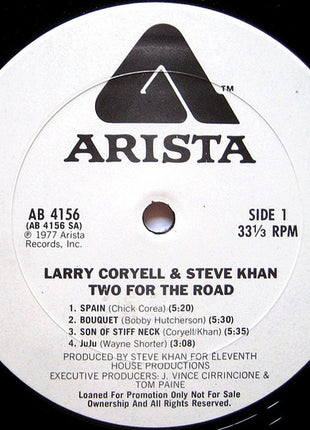 ™
ARISTA
AB 4156
(AB 4156 SA)
℗ 1977 Arista
Records, Inc.
SIDE 1
33⅓ RPM
LARRY CORYELL & STEVE KHAN
TWO FOR THE ROAD
1. SPAIN (Chick Corea) (5:20)
2. BOUQUET (Bobby Hutcherson) (5:30)
3. SON OF STIFF NECK (Coryell/Khan) (5:35)
4. JuJu (Wayne Shorter) (3:08)
PRODUCED BY STEVE KHAN FOR ELEVENTH
HOUSE PRODUCTIONS
EXECUTIVE PRODUCERS: J. VINCE CIRRINCIONE &
TOM PAINE
Loaned For Promotion Only Not For Sale
Ownership And All Rights Reserved